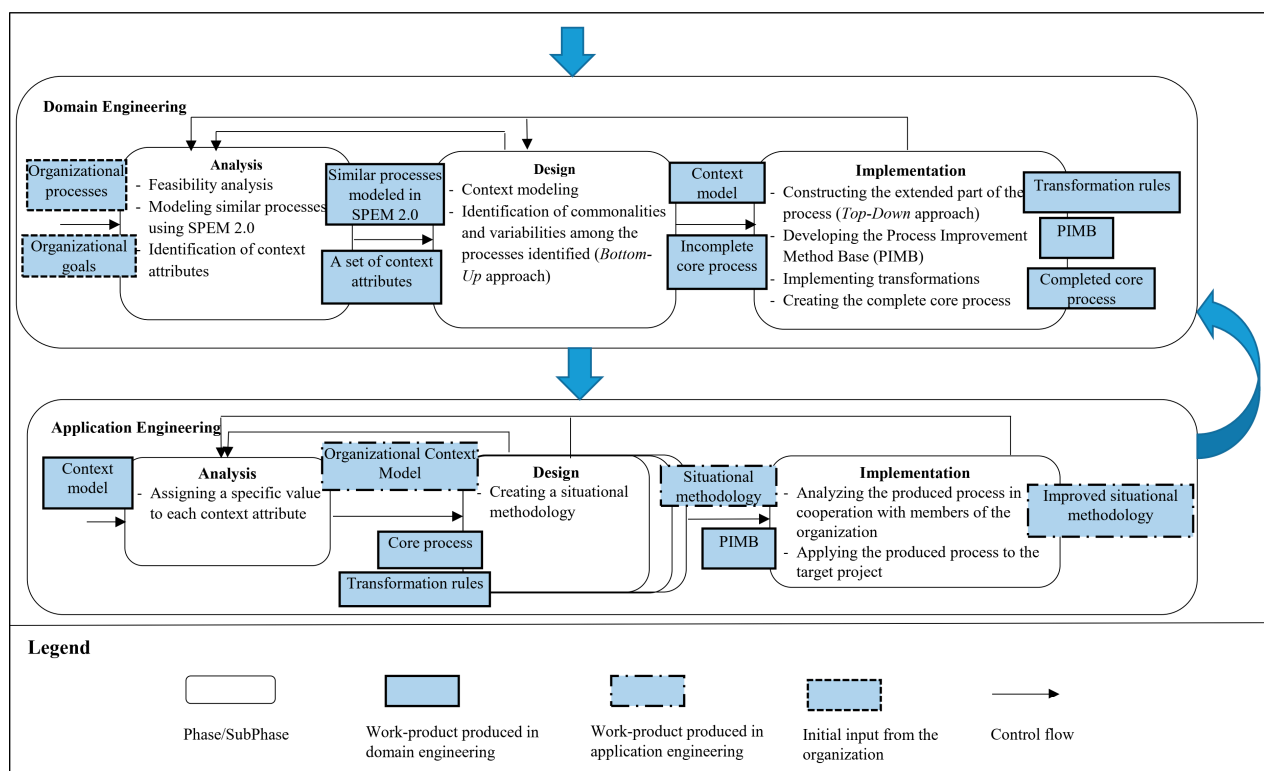 Domain Engineering
Organizational
processes
Organizational
goals
Analysis
- Feasibility analysis
- Modeling similar processes
using SPEM 2.0
- Identification of context
attributes
Similar processes
modeled in
SPEM 2.0
A set of context
attributes
Design
- Context modeling
- Identification of commonalities
and variabilities among the
processes identified (Bottom-
Up approach)
Context
model
Incomplete
core process
Implementation
- Constructing the extended part of the
process (Top-Down approach)
- Developing the Process Improvement
Method Base (PIMB)
- Implementing transformations
- Creating the complete core process
Transformation rules
PIMB
Completed core
process
Application Engineering
Context
model
Analysis
- Assigning a specific value
to each context attribute
Organizational Context
Model
Core process
Transformation rules
Design
- Creating a situational
methodology
Situational
methodology
PIMB
Implementation
- Analyzing the produced process in
cooperation with members of the
organization
- Applying the produced process to the
target project
Improved situational
methodology
Legend
Phase/SubPhase
Work-product produced in
domain engineering
Work-product produced in
application engineering
Initial input from the
organization
Control flow